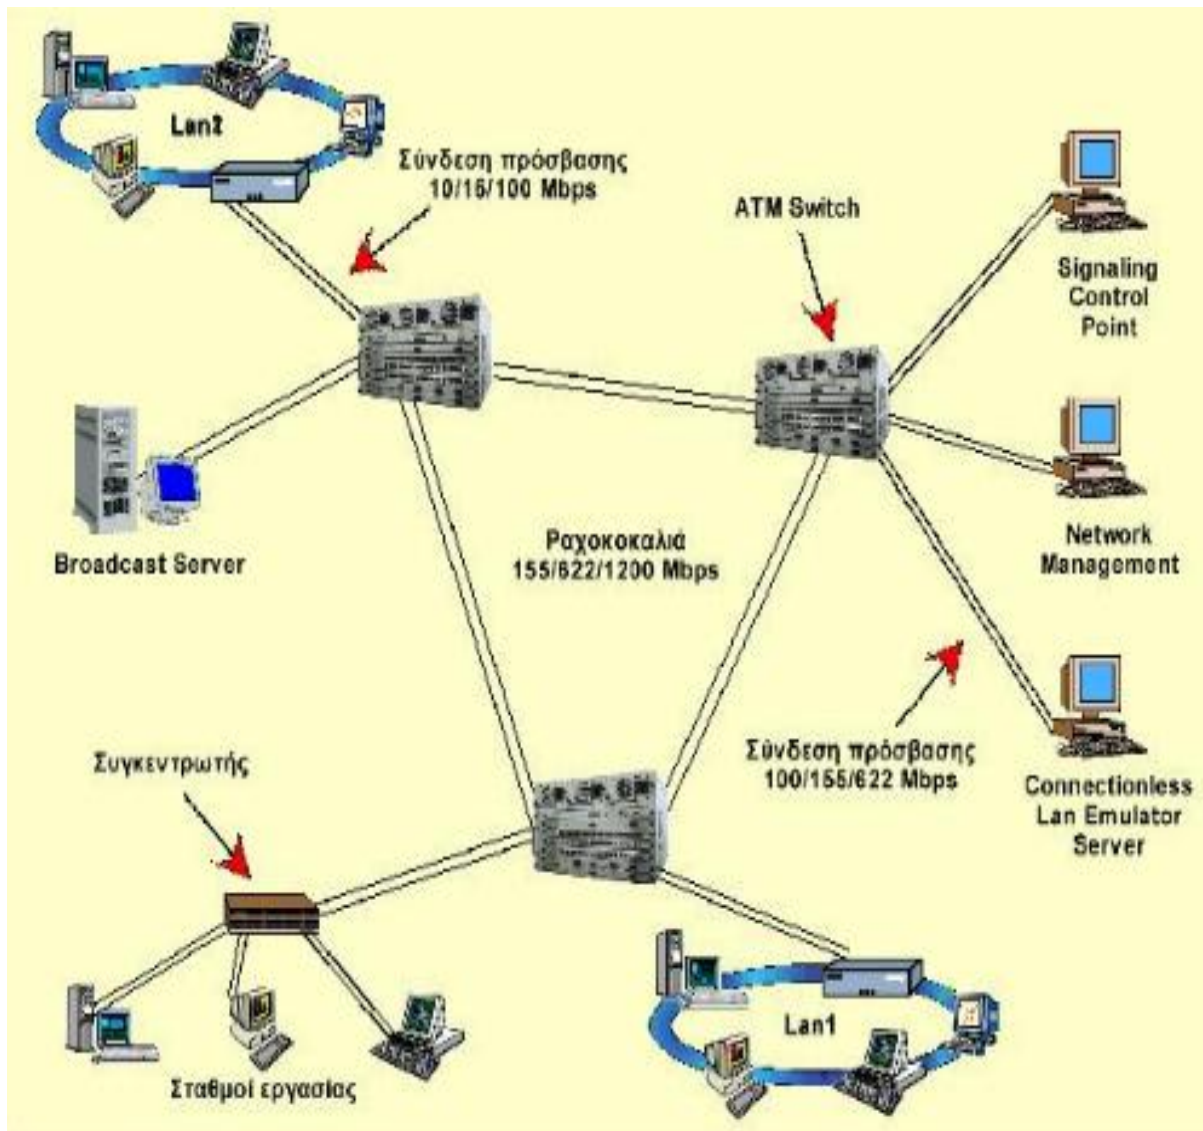 Lan2
Σύνδεση πρόσβασης
10/16/100 Mbps
ATM Switch
Signaling
Control
Point
Broadcast Server
Ραχοκοκαλιά
155/622/1200 Mbps
Network
Management
Συγκεντρωτής
Σύνδεση πρόσβασης
100/155/622 Mbps
Connectionless
Lan Emulator
Server
Lan1
Σταθμοί εργασίας